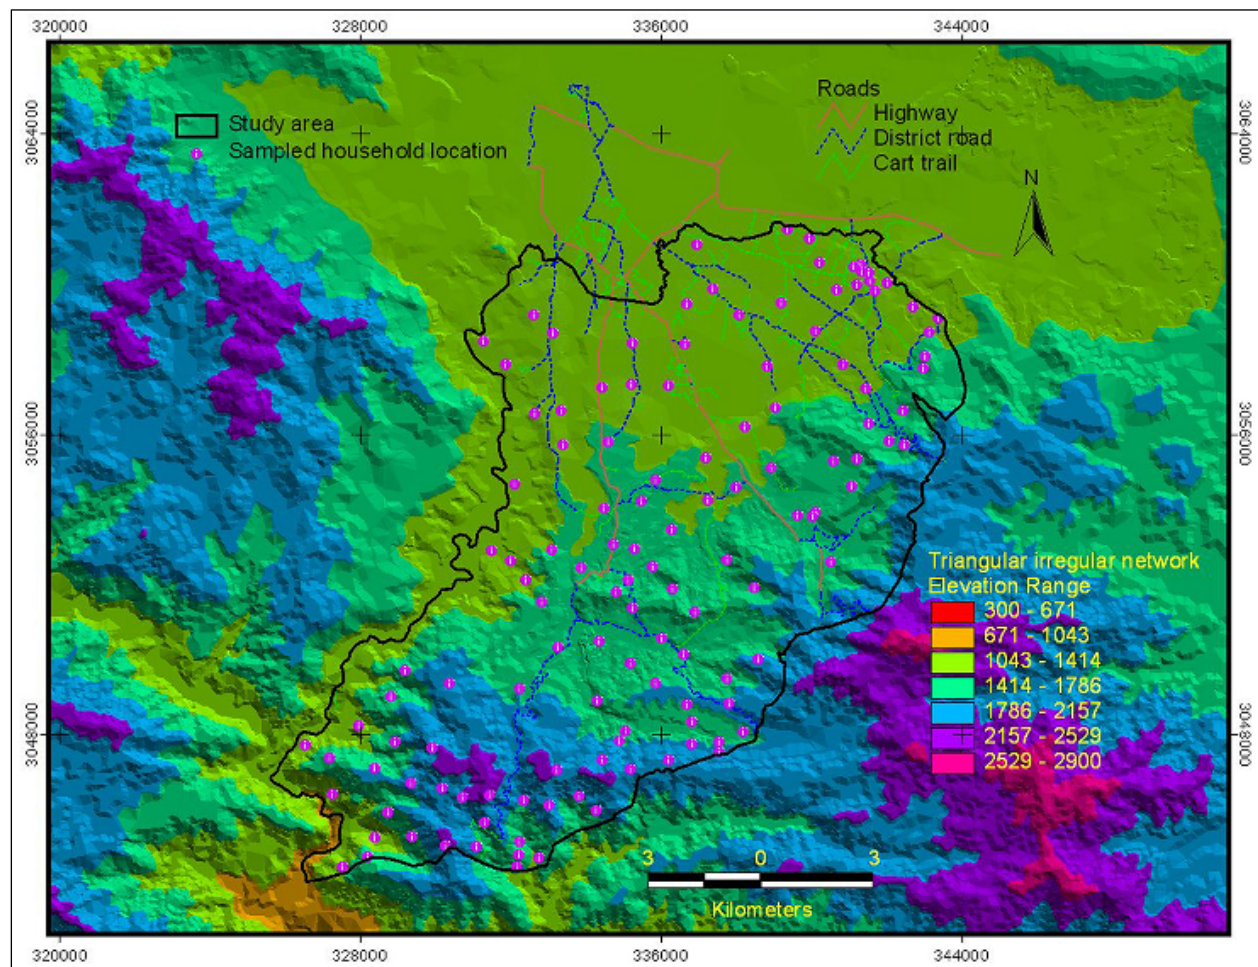 320000 328000 336000 344000
3064000
3064000
Study area
Sampled household location
Roads
Highway
District road
Cart trail
N
3056000
3056000
Triangular irregular network
Elevation Range
300 - 671
671 - 1043
1043 - 1414
1414 - 1786
1786 - 2157
2157 - 2529
2529 - 2900
3048000
3048000
3 0 3
Kilometers
320000 328000 336000 344000